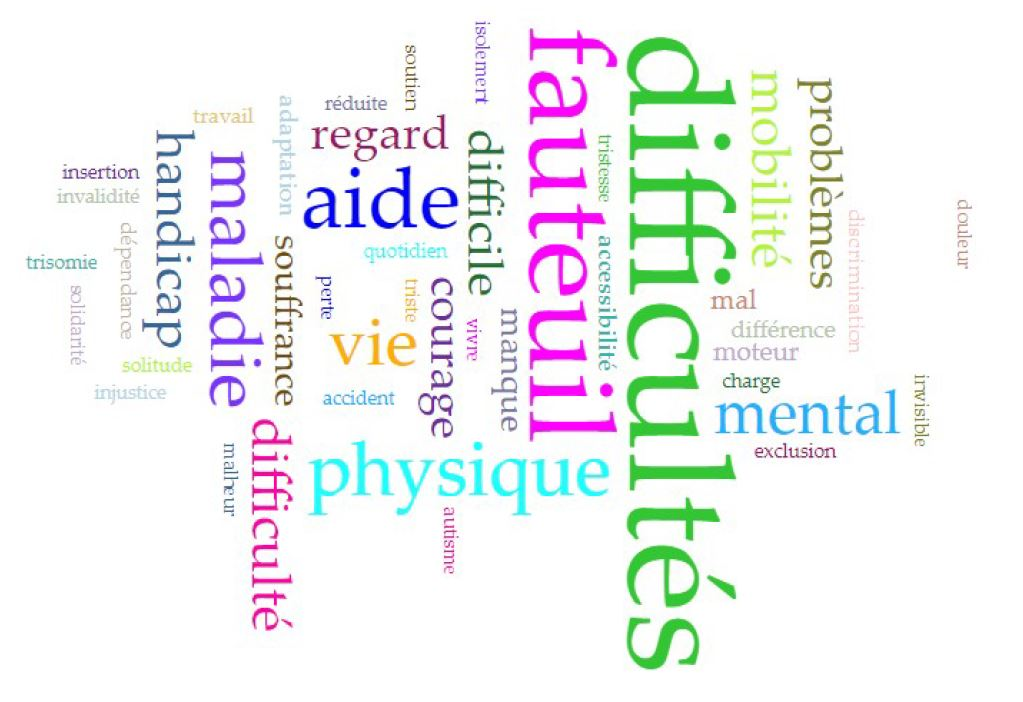 difficultés
fauteuil
physique
aide
mental
maladie
handicap
difficulté
vie
regard
mobilité
problèmes
difficile
courage
souffrance
manque
isolement
soutien
réduite
travail
adaptation
tristesse
insertion
invalidité
dépendance
trisomie
solidarité
solitude
injustice
quotidien
perte
triste
vivre
accessibilité
accident
malheur
autisme
mal
différence
moteur
charge
exclusion
invisible
discrimination
douleur